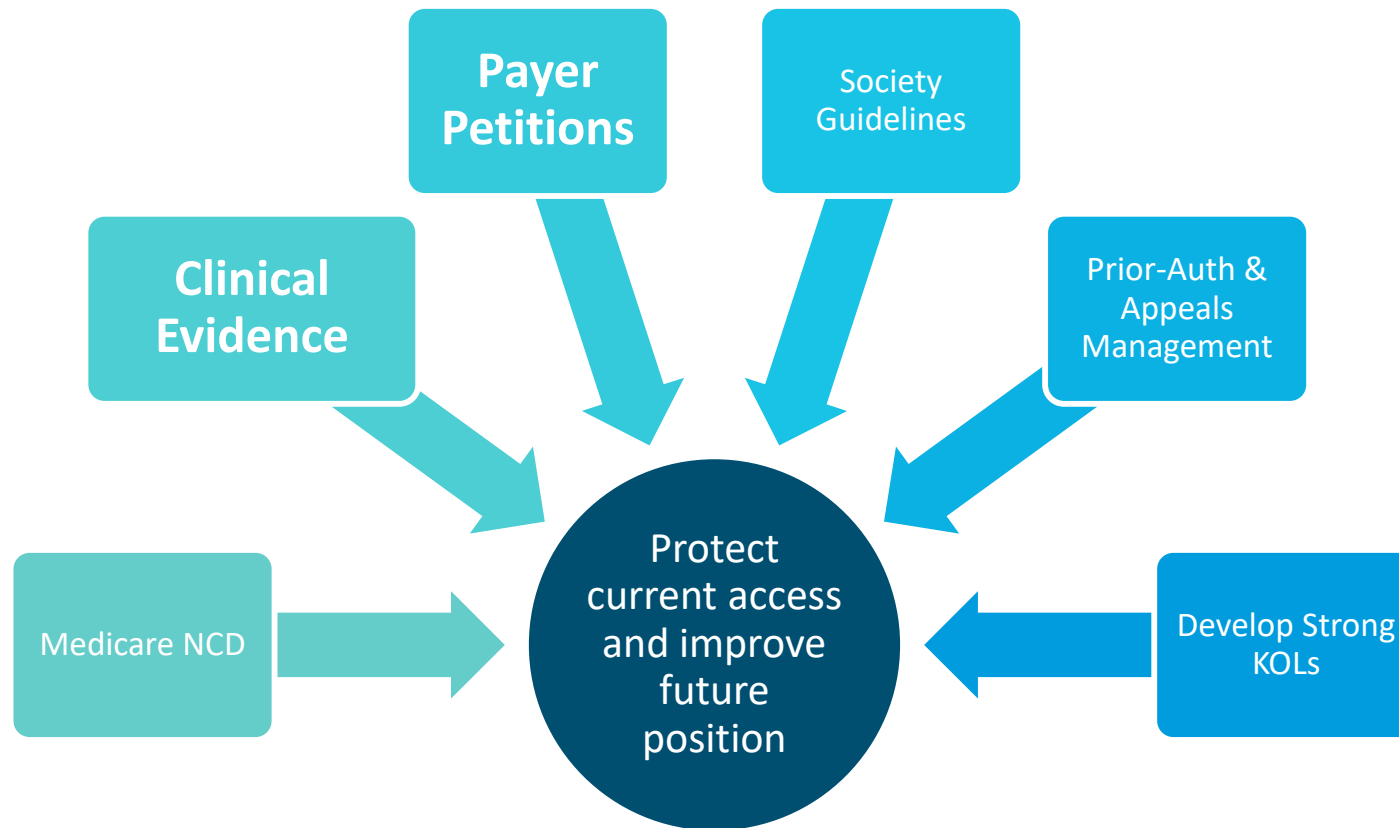 Payer
Petitions
Society
Guidelines
Clinical
Evidence
Prior-Auth &
Appeals
Management
Medicare NCD
Protect
current access
and improve
future
position
Develop Strong
KOLs